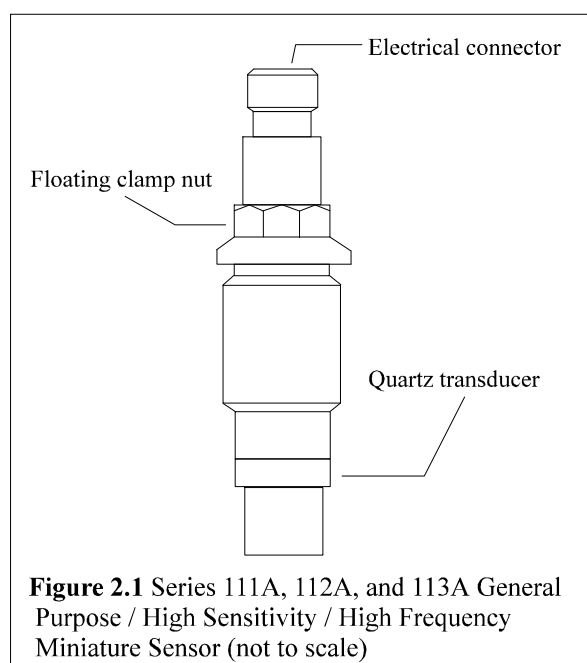 Electrical connector
Floating clamp nut
Quartz transducer
Figure 2.1 Series 111A, 112A, and 113A General
Purpose / High Sensitivity / High Frequency
Miniature Sensor (not to scale)